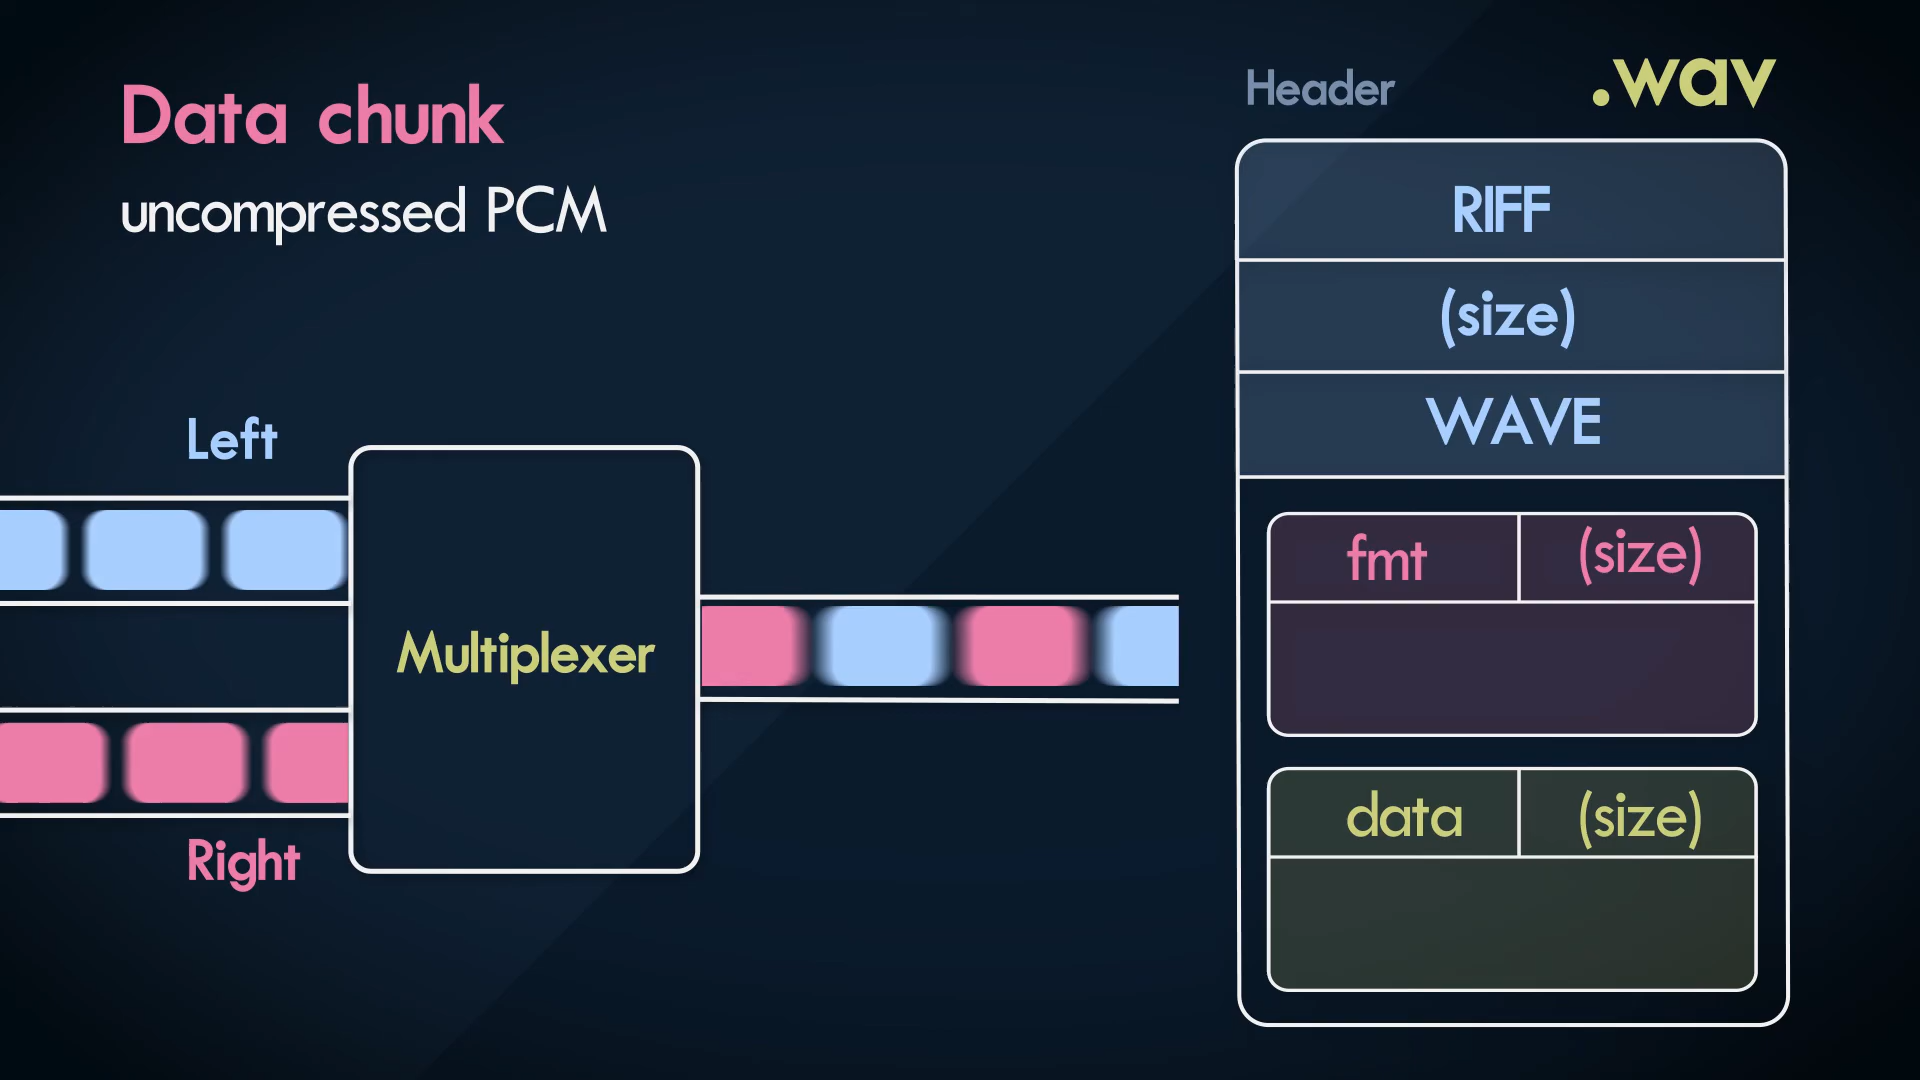 Data chunk
uncompressed PCM
Left
Multiplexer
Right
Header
.wav
RIFF
(size)
WAVE
fmt
(size)
data
(size)